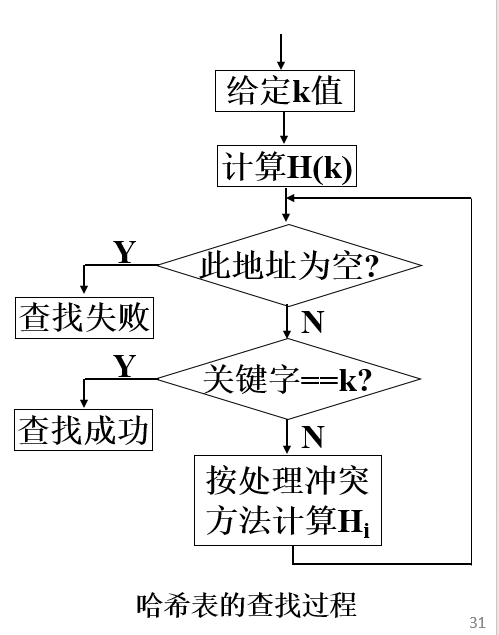 给定k值
计算H(k)
此地址为空?
Y
N
查找失败
关键字==k?
Y
N
查找成功
按处理冲突
方法计算Hi
哈希表的查找过程
31